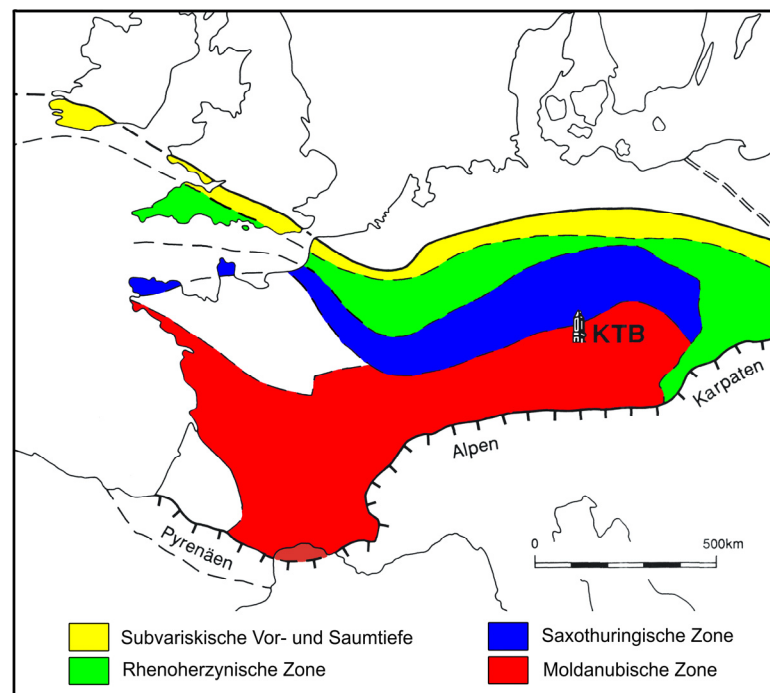 KTB
Karpaten
Alpen
Pyrenäen
0 500km
Subvariskische Vor- und Saumtiefe
Saxothuringische Zone
Rhenoherzynische Zone
Moldanubische Zone